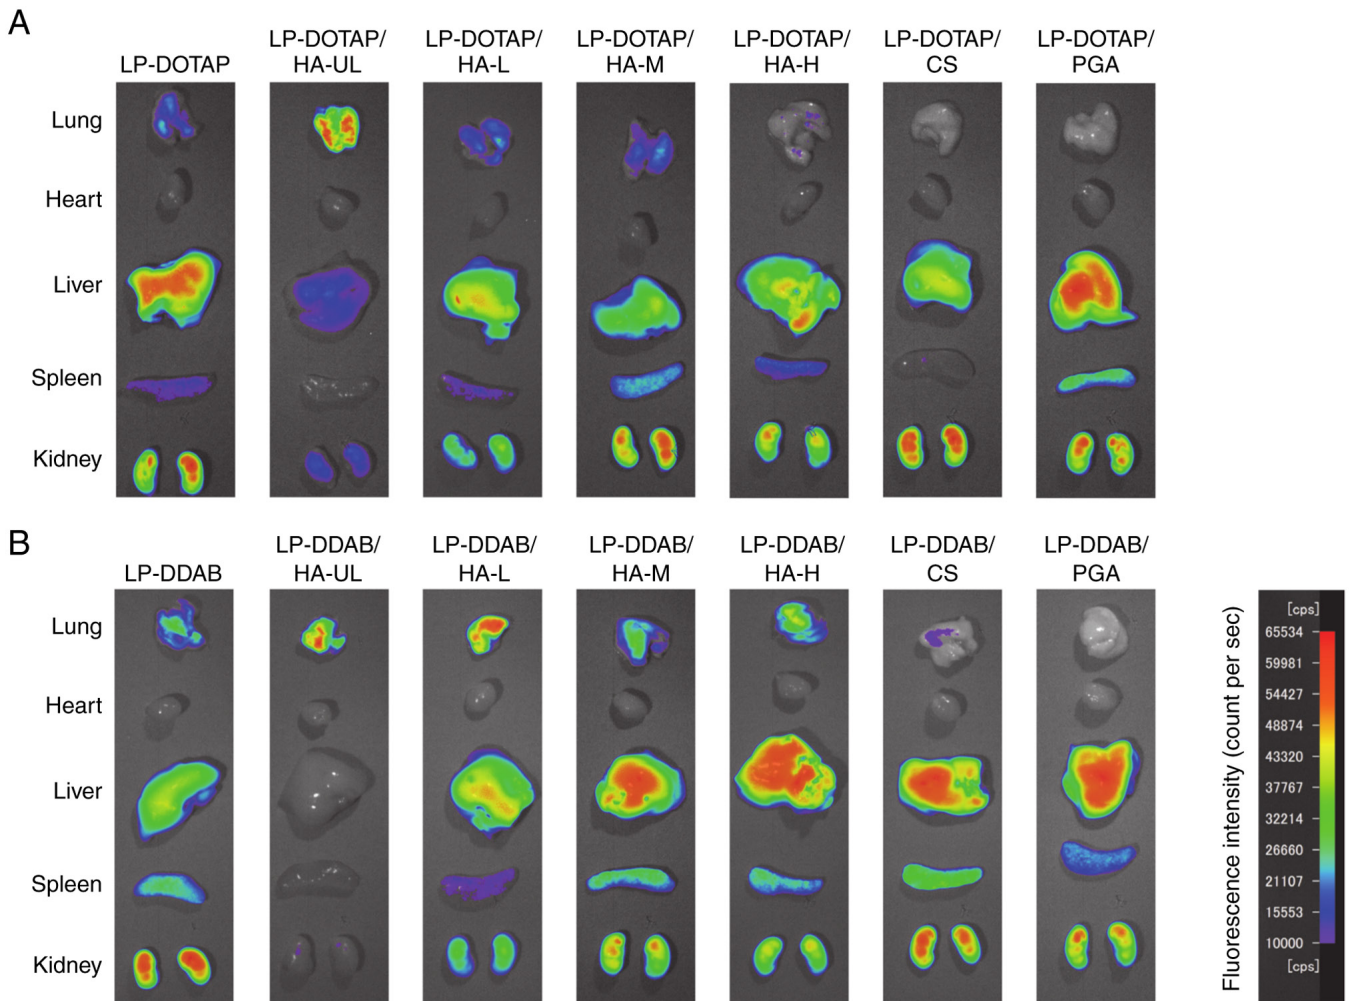 A
LP-DOTAP
LP-DOTAP/
HA-UL
LP-DOTAP/
HA-L
LP-DOTAP/
HA-M
LP-DOTAP/
HA-H
LP-DOTAP/
CS
LP-DOTAP/
PGA
Lung
Heart
Liver
Spleen
Kidney
B
LP-DDAB
LP-DDAB/
HA-UL
LP-DDAB/
HA-L
LP-DDAB/
HA-M
LP-DDAB/
HA-H
LP-DDAB/
CS
LP-DDAB/
PGA
Lung
Heart
Liver
Spleen
Kidney
Fluorescence intensity (count per sec)
[cps]
65534
59981
54427
48874
43320
37767
32214
26660
21107
15553
10000
[cps]